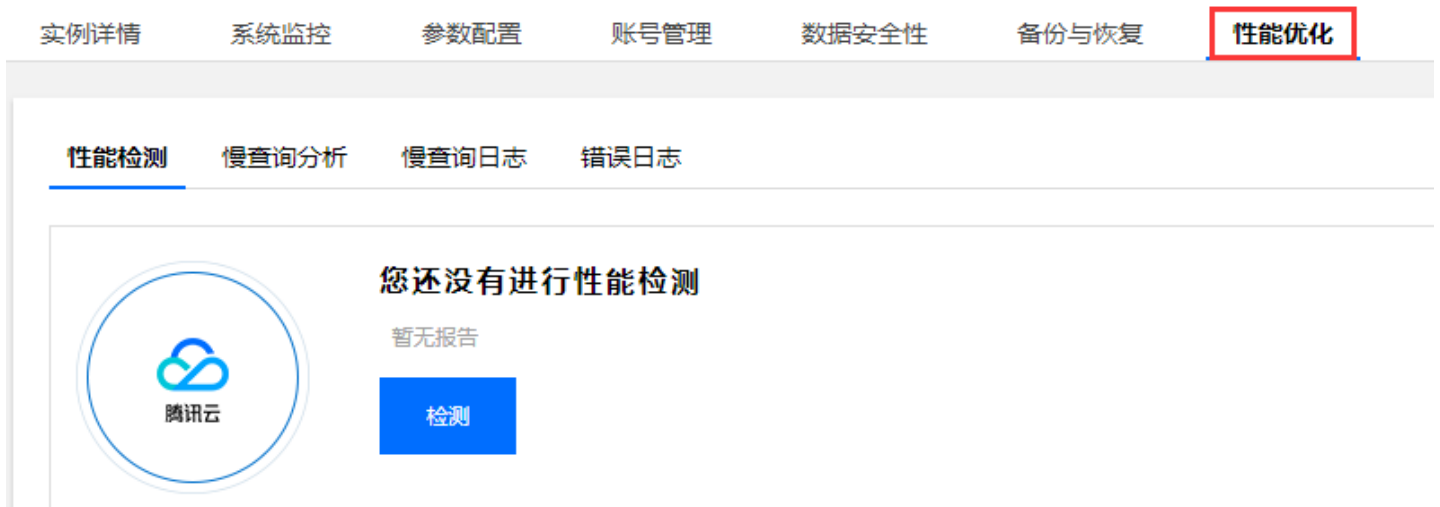 实例详情 系统监控 参数配置 账号管理 数据安全性 备份与恢复 性能优化
性能检测 慢查询分析 慢查询日志 错误日志
您还没有进行性能检测
暂无报告
腾讯云
检测